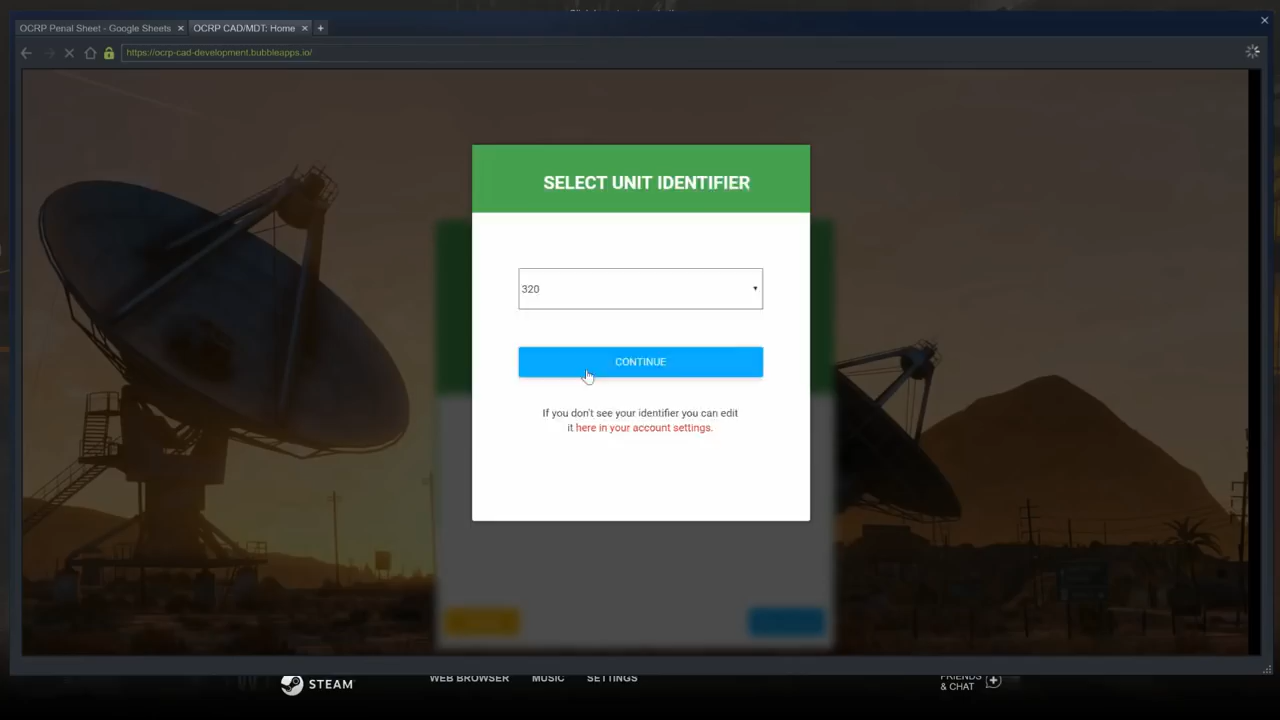 OCRP Penal Sheet - Google Sheets
OCRP CAD/MDT: Home
https://ocrp-cad-development.bubbleapps.io/
SELECT UNIT IDENTIFIER
320
CONTINUE
If you don't see your identifier you can edit
it here in your account settings.
STEAM
WEB BROWSER
MUSIC
SETTINGS
FRIENDS
& CHAT